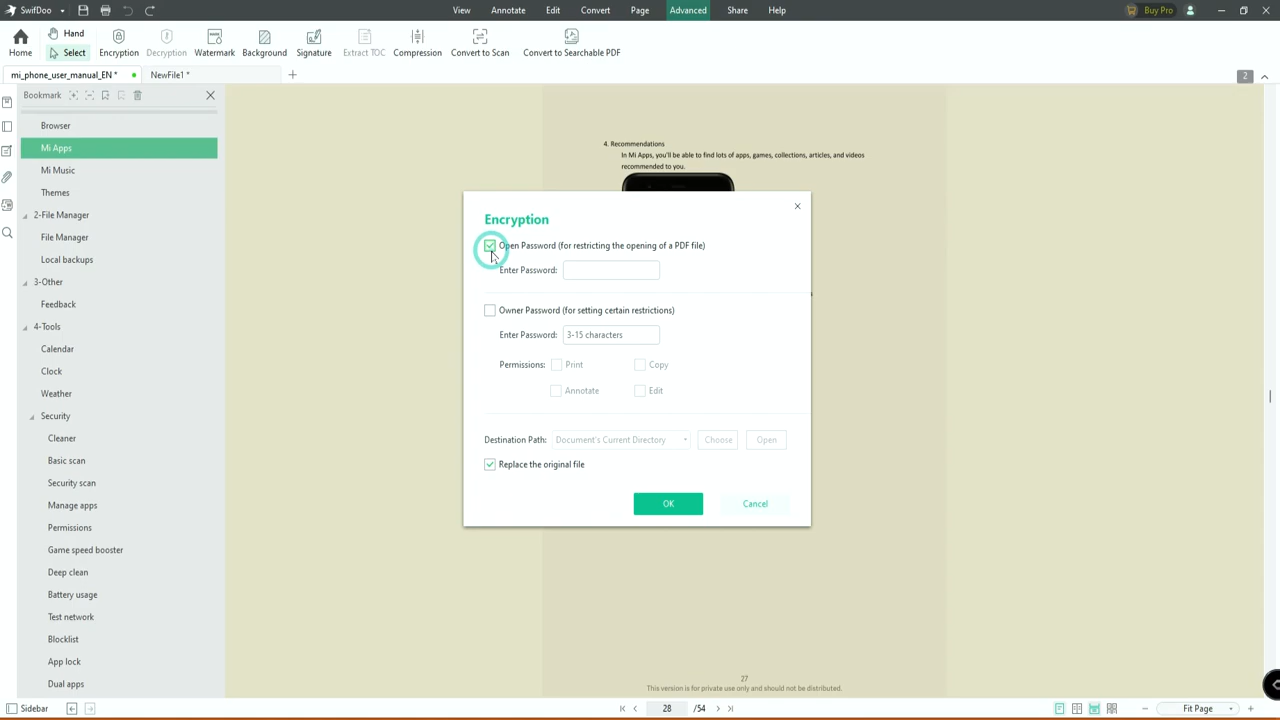 SwifDoo View Annotate Edit Convert Page Advanced Share Help Buy Pro
Hand
Select
Home Encryption Decryption Watermark Background Signature Extract TOC Compression Convert to Scan Convert to Searchable PDF
mi_phone_user_manual_EN * NewFile1 * 2
Bookmark
Browser
Mi Apps
Mi Music
Themes
2-File Manager
File Manager
Local backups
3-Other
Feedback
4-Tools
Calendar
Clock
Weather
Security
Cleaner
Basic scan
Security scan
Manage apps
Permissions
Game speed booster
Deep clean
Battery usage
Test network
Blocklist
App lock
Dual apps
4. Recommendations
In Mi Apps, you'll be able to find lots of apps, games, collections, articles, and videos
recommended to you.
Encryption
Open Password (for restricting the opening of a PDF file)
Enter Password:
Owner Password (for setting certain restrictions)
Enter Password: 3-15 characters
Permissions: Print Copy
Annotate Edit
Destination Path: Document's Current Directory Choose Open
Replace the original file
OK Cancel
27
This version is for private use only and should not be distributed.
Sidebar 28 /54 Fit Page